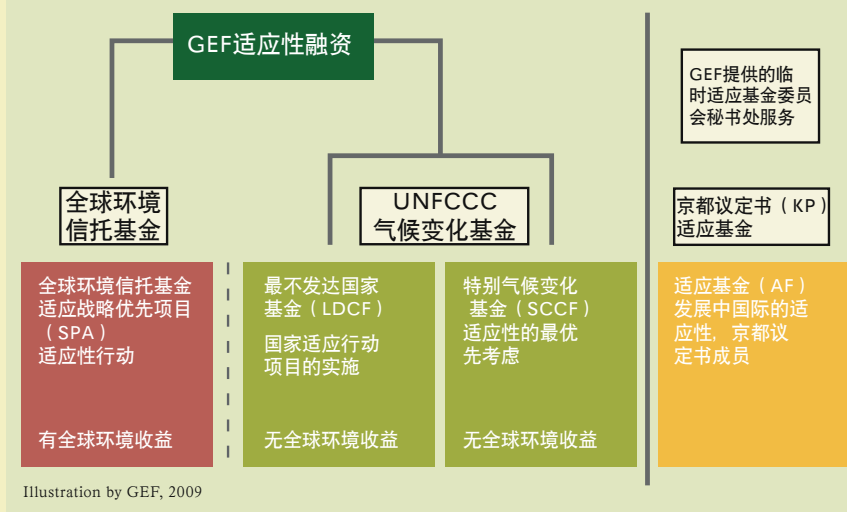 GEF适应性融资
GEF提供的临
时适应基金委员
会秘书处服务
全球环境
信托基金
UNFCCC
气候变化基金
京都议定书（KP）
适应基金
全球环境信托基金
适应战略优先项目
（SPA）
适应性行动
有全球环境收益
最不发达国家
基金（LDCF）
国家适应行动
项目的实施
无全球环境收益
特别气候变化
基金（SCCF）
适应性的最优
先考虑
无全球环境收益
适应基金（AF）
发展中国际的适
应性，京都议
定书成员
Illustration by GEF, 2009